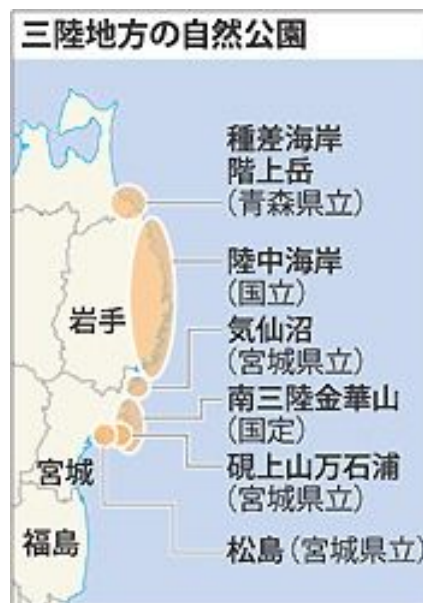 三陸地方の自然公園
種差海岸
階上岳
(青森県立)
陸中海岸
(国立)
岩手
気仙沼
(宮城県立)
南三陸金華山
(国定)
硯上山万石浦
(宮城県立)
宮城
福島
松島(宮城県立)